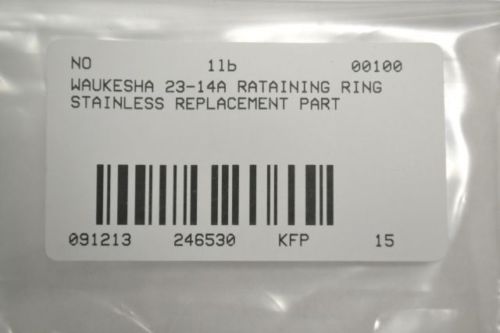 NO 1lb 00100
WAUKESHA 23-14A RATAINING RING
STAINLESS REPLACEMENT PART
091213 246530 KFP 15